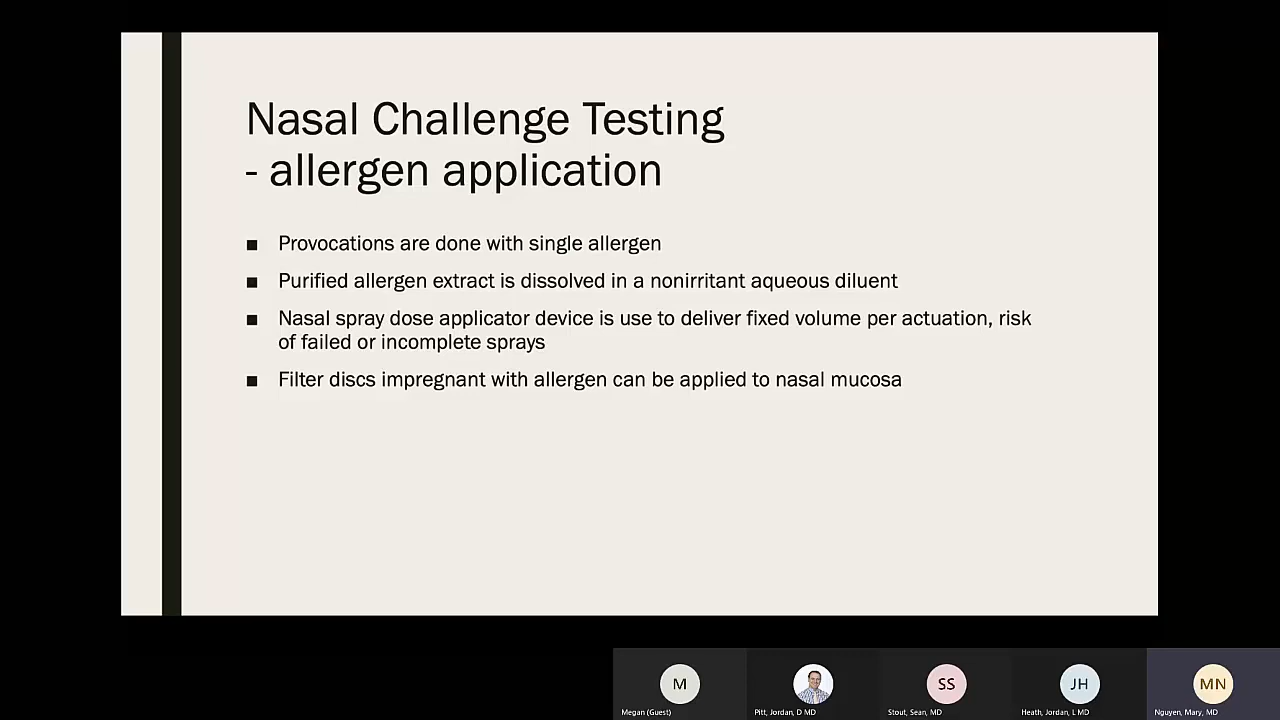 Nasal Challenge Testing
- allergen application
■ Provocations are done with single allergen
■ Purified allergen extract is dissolved in a nonirritant aqueous diluent
■ Nasal spray dose applicator device is use to deliver fixed volume per actuation, risk
of failed or incomplete sprays
■ Filter discs impregnant with allergen can be applied to nasal mucosa
M
SS
JH
MN
Megan (Guest)
Pitt, Jordan, D MD
Stout, Sean, MD
Heath, Jordan, L MD
Nguyen, Mary, MD